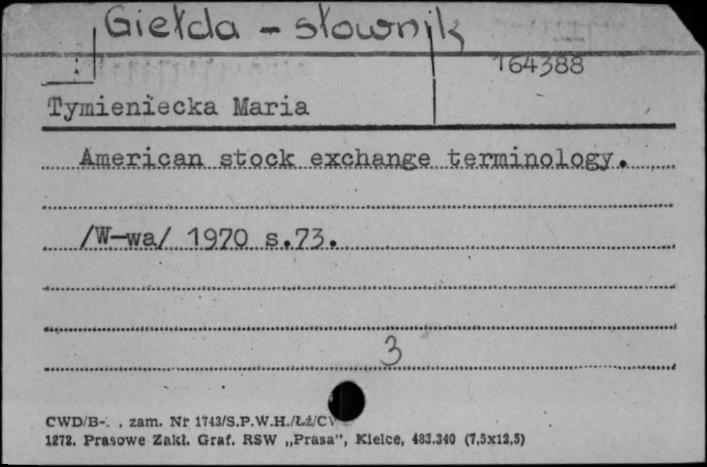 Giełda - słownik
164388
Tymieniecka Maria
American stock exchange terminology.
/W-wa/ 1970 s.73.
3
CWD/B- , zam. Nr 1743/S.P.W.H./Łź/CV
1272. Prasowe Zakł. Graf. RSW „Prasa”, Kielce, 483.340 (7,5x12,5)